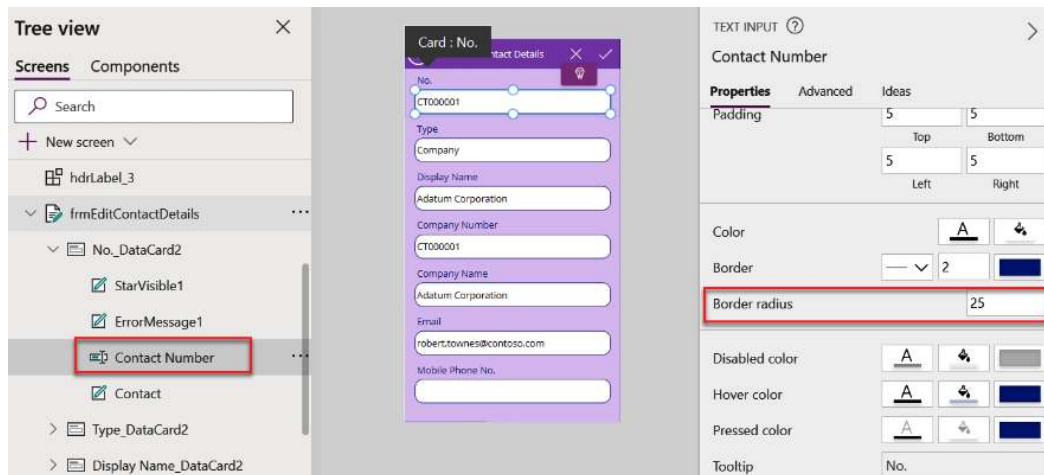 Tree view
Screens Components
Search
New screen
hdrLabel_3
frmEditContactDetails
No._DataCard2
StarVisible1
ErrorMessage1
Contact Number
Contact
Type_DataCard2
Display Name_DataCard2
Card : No.
ntact Details
No.
CT000001
Type
Company
Display Name
Adatum Corporation
Company Number
CT000001
Company Name
Adatum Corporation
Email
robert.townes@contoso.com
Mobile Phone No.
TEXT INPUT
Contact Number
Properties Advanced Ideas
Padding 5 5
Top Bottom
5 5
Left Right
Color A
Border 2
Border radius 25
Disabled color A
Hover color A
Pressed color A
Tooltip No.